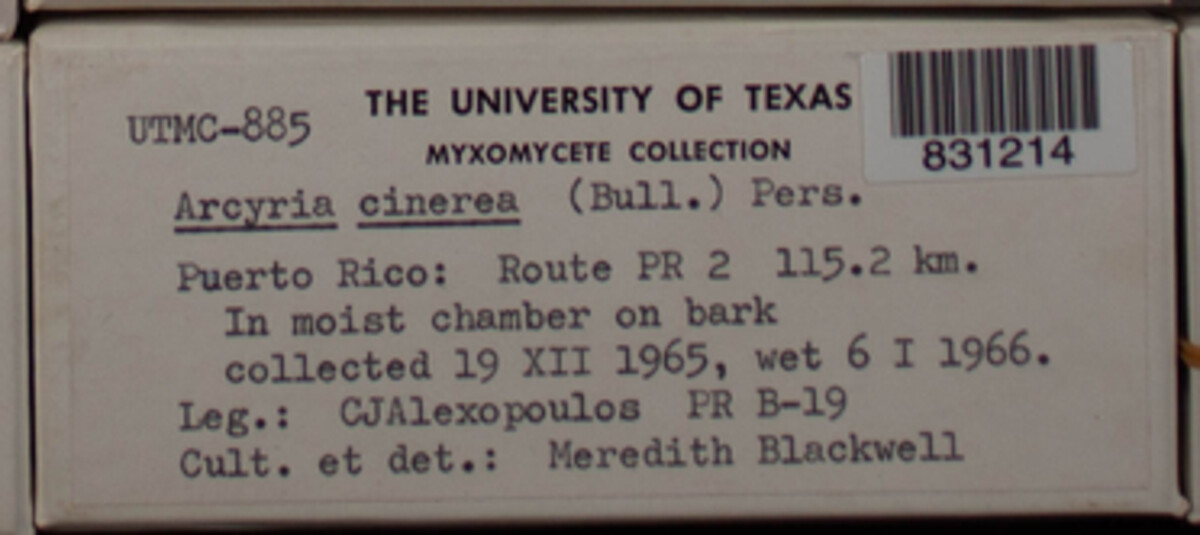 THE UNIVERSITY OF TEXAS
UTMC-885
MYXOMYCETE COLLECTION
831214
Arcyria cinerea (Bull.) Pers.
Puerto Rico: Route PR 2 115.2 km.
In moist chamber on bark
collected 19 XII 1965, wet 6 I 1966.
Leg.: CJAlexopoulos PR B-19
Cult. et det.: Meredith Blackwell